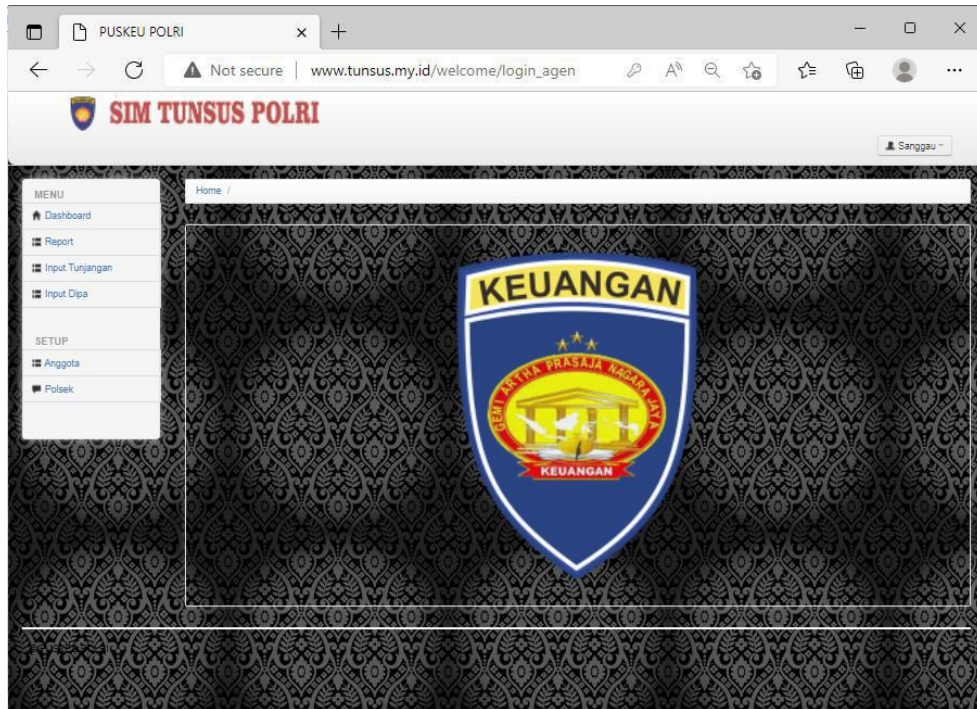 PUSKEU POLRI
Not secure | www.tunsus.my.id/welcome/login_agen
SIM TUNSUS POLRI
Sanggau
MENU
Home /
Dashboard
Report
Input Tunjangan
Input Dipa
SETUP
Anggota
Polsek
KEUANGAN
GEMI ARTHA PRASAJA NAGARA JAYA
KEUANGAN